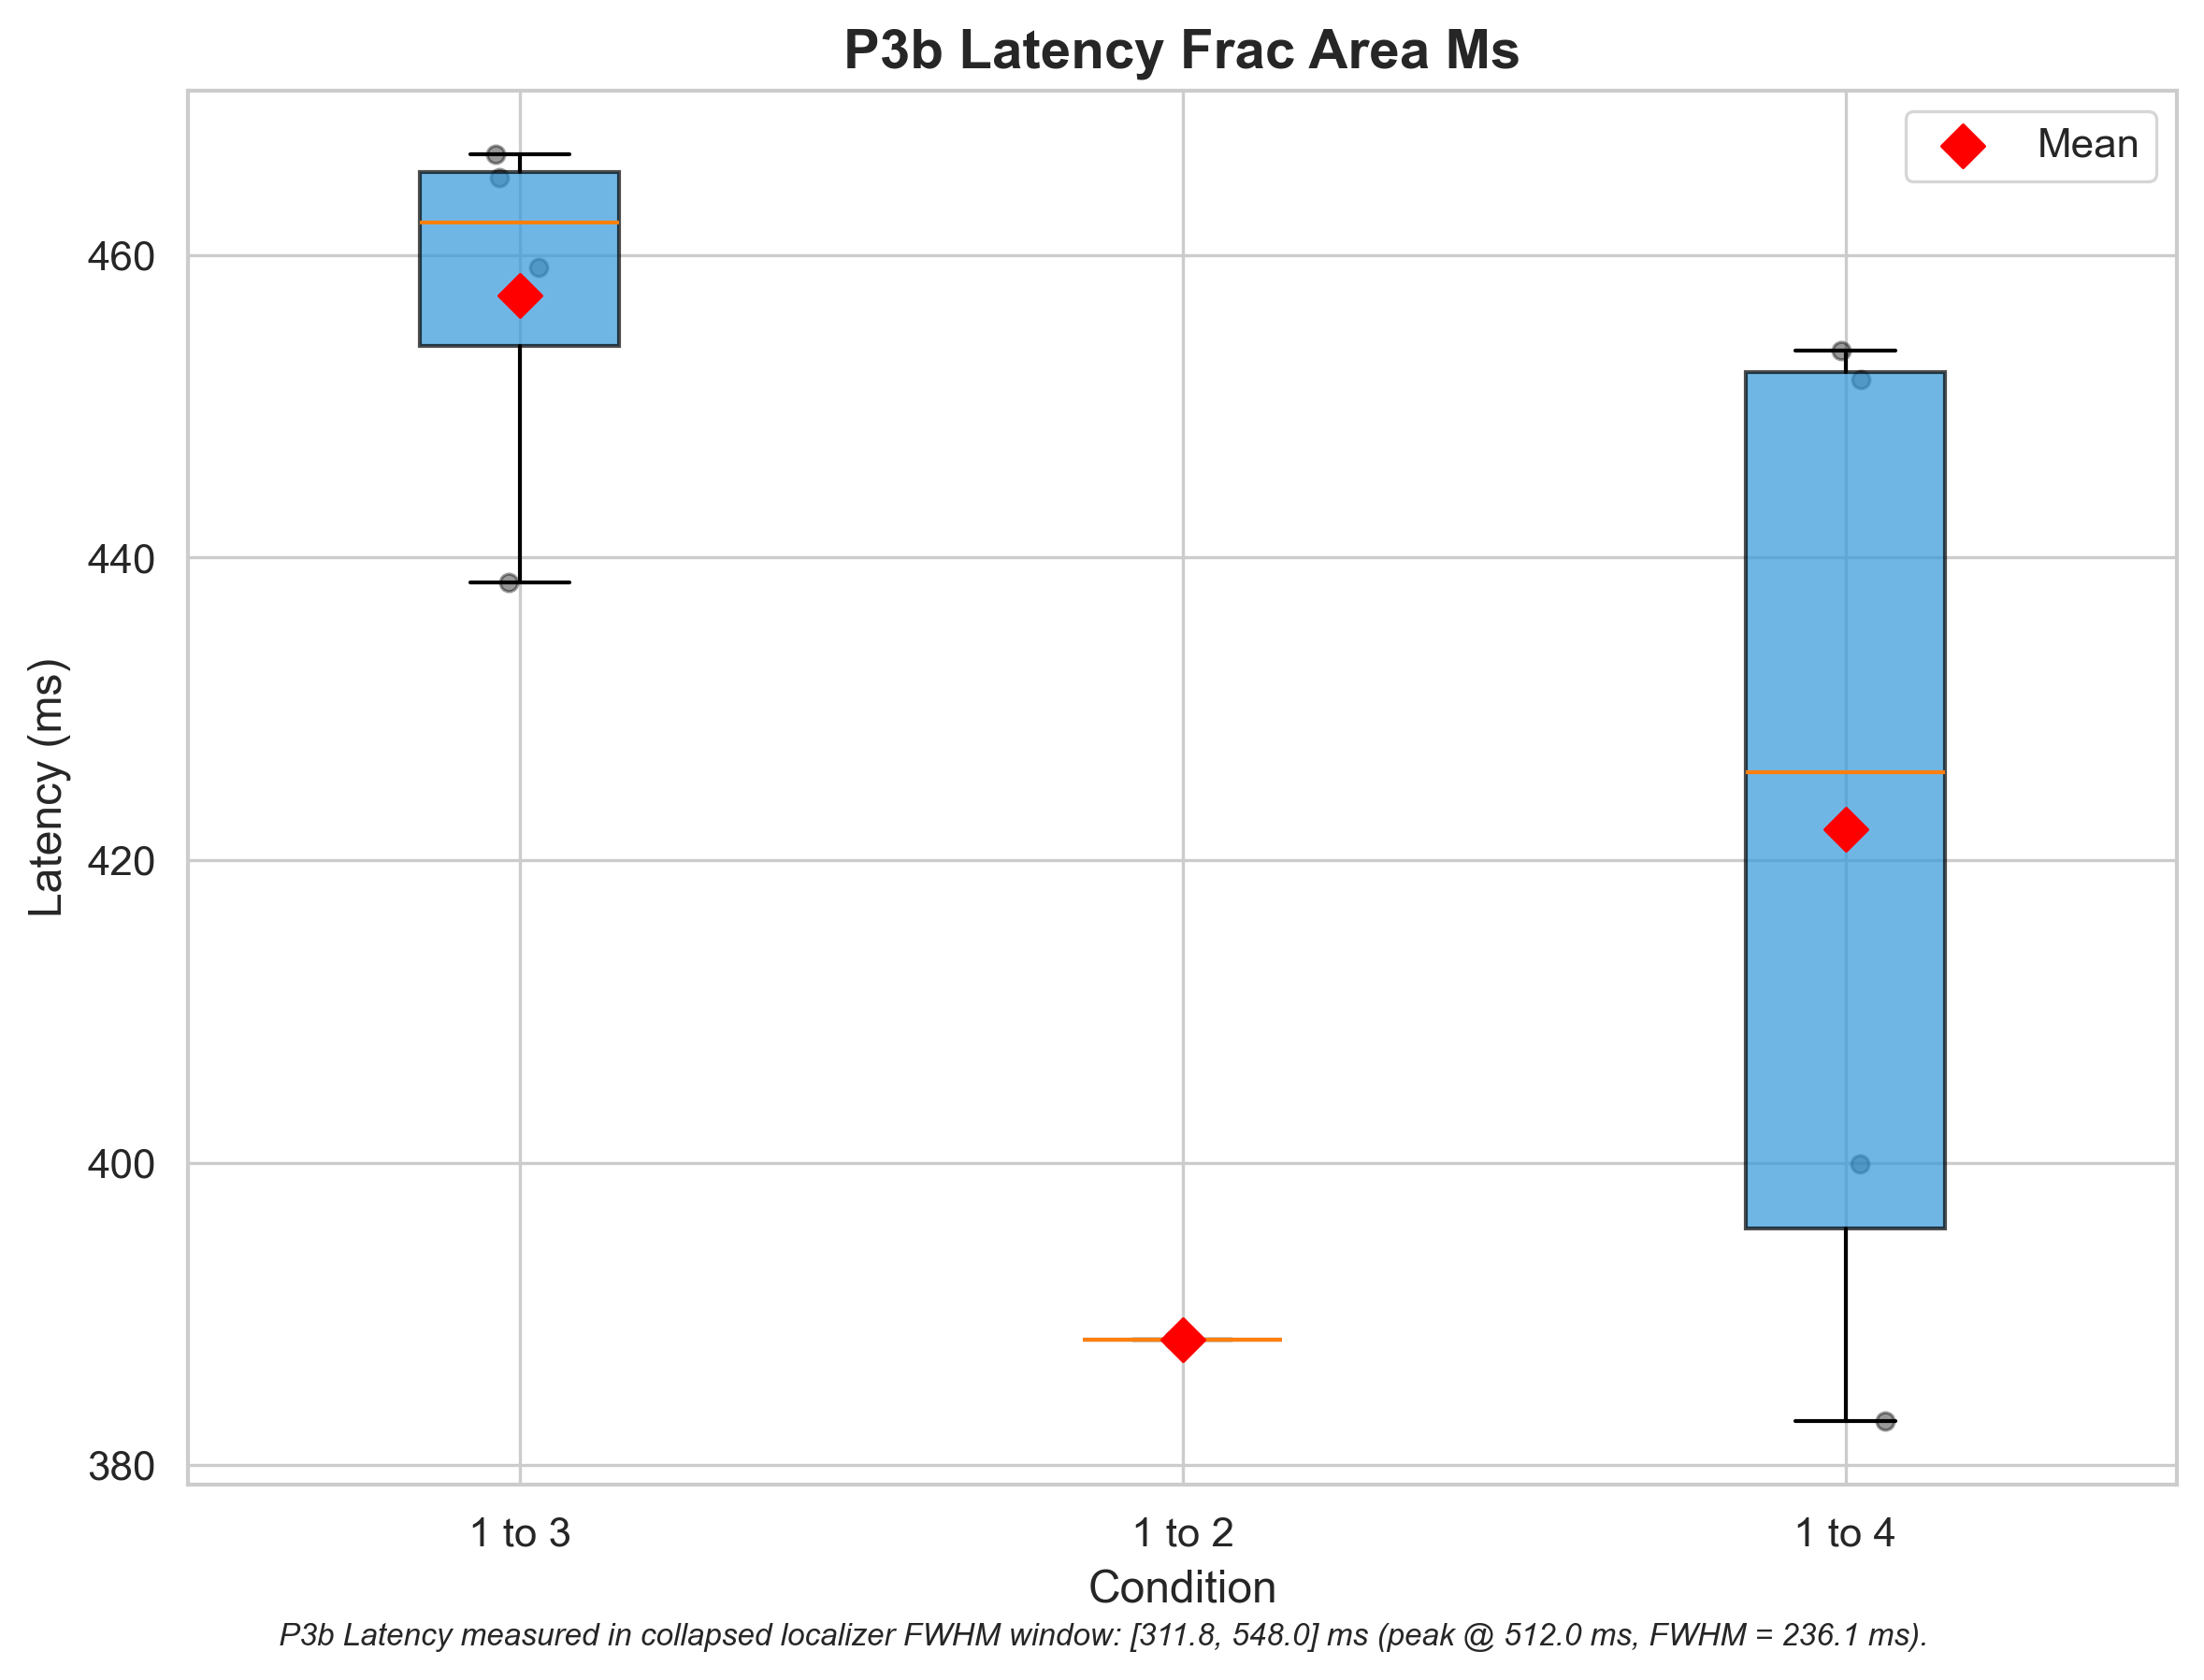 P3b Latency Frac Area Ms
Mean
460
440
420
400
380
Latency (ms)
1 to 3
1 to 2
1 to 4
Condition
P3b Latency measured in collapsed localizer FWHM window: [311.8, 548.0] ms (peak @ 512.0 ms, FWHM = 236.1 ms).